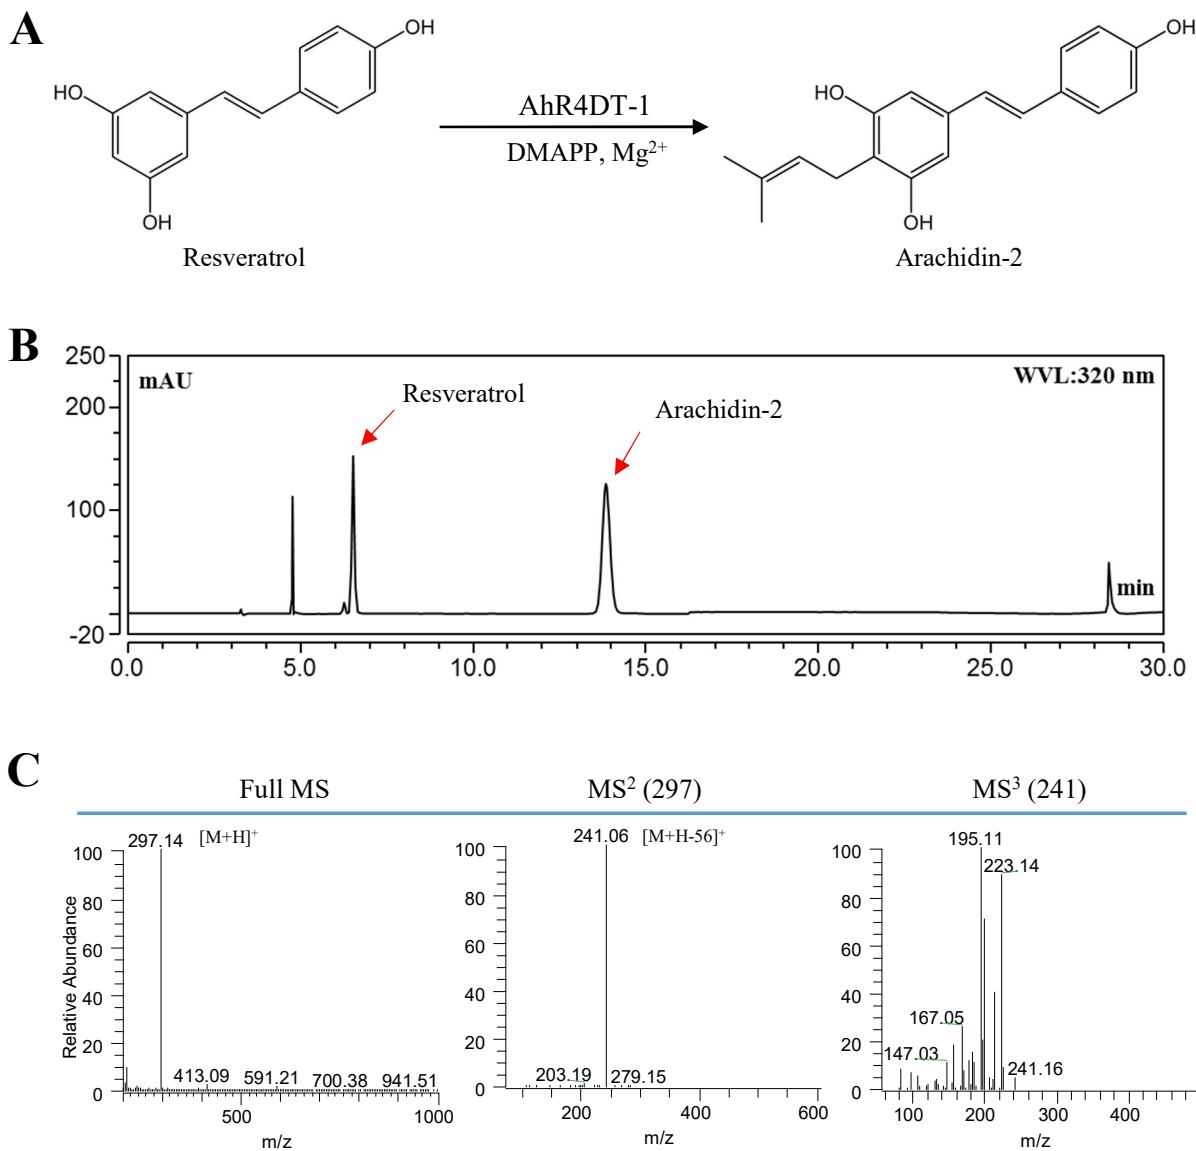 A
OH
HO
OH
Resveratrol
AhR4DT-1
DMAPP, Mg²⁺
OH
HO
OH
Arachidin-2
B
250
200
100
-20
mAU
WVL:320 nm
Resveratrol
Arachidin-2
min
0.0 5.0 10.0 15.0 20.0 25.0 30.0
C
Full MS
MS² (297)
MS³ (241)
297.14 [M+H]⁺
100
80
60
40
20
0
Relative Abundance
413.09 591.21 700.38 941.51
500 1000
m/z
241.06 [M+H-56]⁺
100
80
60
40
20
0
203.19 279.15
200 400 600
m/z
195.11
223.14
100
80
60
40
20
0
167.05
147.03
241.16
100 200 300 400
m/z